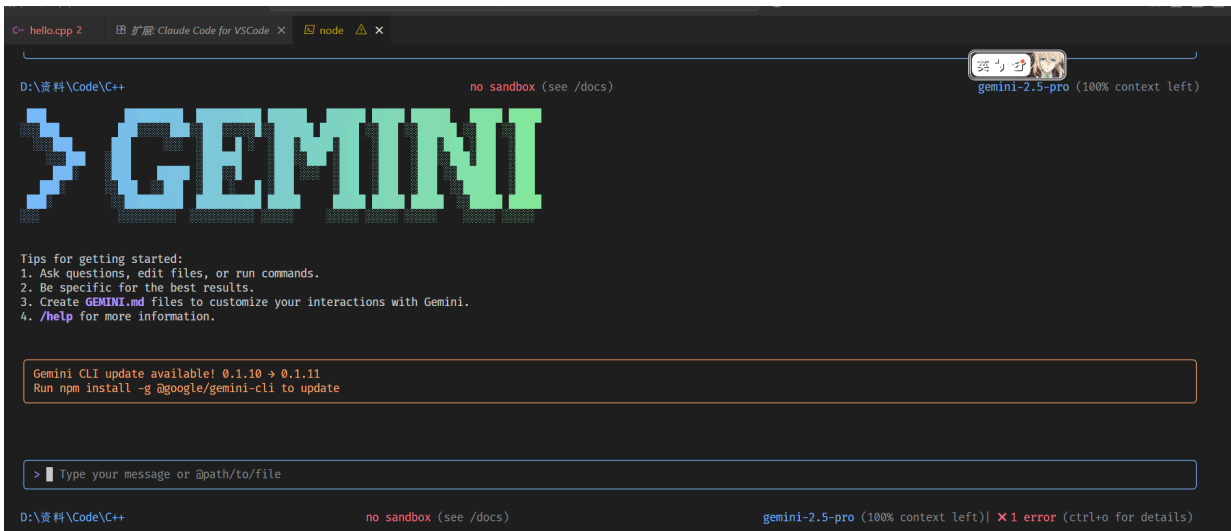 hello.cpp 2 扩展: Claude Code for VSCode node
英
D:\资料\Code\C++ no sandbox (see /docs) gemini-2.5-pro (100% context left)
> GEMINI
Tips for getting started:
1. Ask questions, edit files, or run commands.
2. Be specific for the best results.
3. Create GEMINI.md files to customize your interactions with Gemini.
4. /help for more information.
Gemini CLI update available! 0.1.10 → 0.1.11
Run npm install -g @google/gemini-cli to update
> Type your message or @path/to/file
D:\资料\Code\C++ no sandbox (see /docs) gemini-2.5-pro (100% context left)| ✕ 1 error (ctrl+o for details)